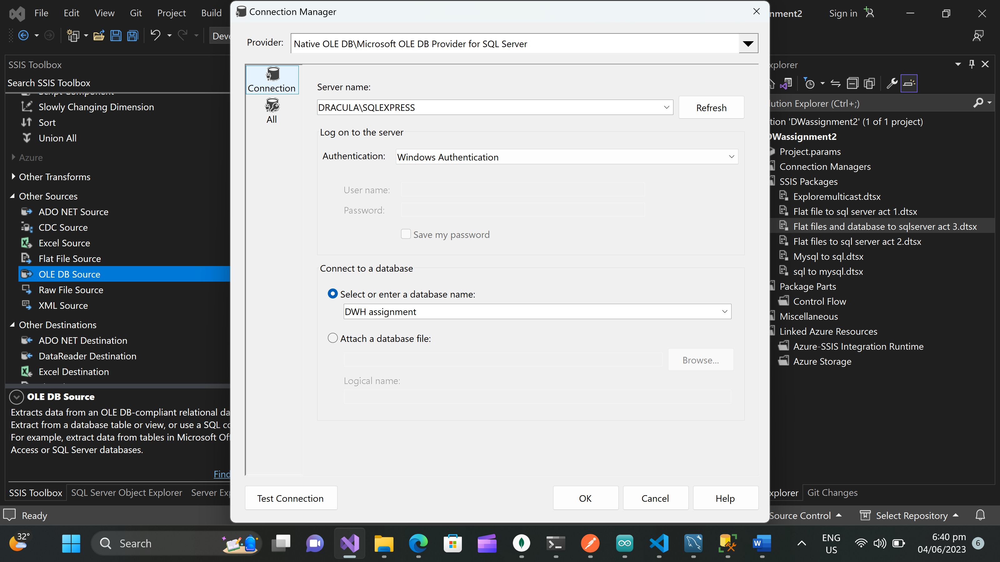 File Edit View Git Project Build
Connection Manager
nment2
Sign in
Deve
Provider: Native OLE DB\Microsoft OLE DB Provider for SQL Server
SSIS Toolbox
Search SSIS Toolbox
Script Component
Slowly Changing Dimension
Sort
Union All
Azure
Other Transforms
Other Sources
ADO NET Source
CDC Source
Excel Source
Flat File Source
OLE DB Source
Raw File Source
XML Source
Other Destinations
ADO NET Destination
DataReader Destination
Excel Destination
OLE DB Source
Extracts data from an OLE DB-compliant relational da
Extract from a database table or view, or use a SQL co
For example, extract data from tables in Microsoft Off
Access or SQL Server databases.
Find
SSIS Toolbox SQL Server Object Explorer Server Exp
Ready
Connection
All
Server name:
DRACULA\SQLEXPRESS
Refresh
Log on to the server
Authentication: Windows Authentication
User name:
Password:
Save my password
Connect to a database
Select or enter a database name:
DWH assignment
Attach a database file:
Browse...
Logical name:
Test Connection OK Cancel Help
xplorer
ution Explorer (Ctrl+;)
tion 'DWassignment2' (1 of 1 project)
DWassignment2
Project.params
Connection Managers
SSIS Packages
Exploremulticast.dtsx
Flat file to sql server act 1.dtsx
Flat files and database to sqlserver act 3.dtsx
Flat files to sql server act 2.dtsx
Mysql to sql.dtsx
sql to mysql.dtsx
Package Parts
Control Flow
Miscellaneous
Linked Azure Resources
Azure-SSIS Integration Runtime
Azure Storage
xplorer Git Changes
Source Control Select Repository
32°
Search
W
ENG
US
6:40 pm
04/06/2023
6